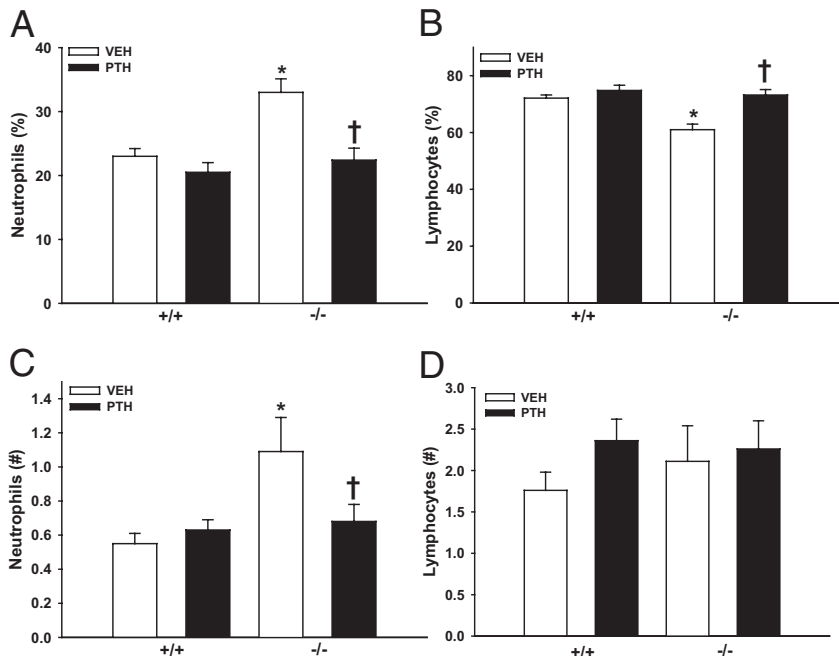 A
VEH
PTH
Neutrophils (%)
40
30
20
10
0
*
†
+/+
-/-
B
VEH
PTH
Lymphocytes (%)
80
60
40
20
0
*
†
+/+
-/-
C
VEH
PTH
Neutrophils (#)
1.4
1.2
1.0
0.8
0.6
0.4
0.2
0.0
*
†
+/+
-/-
D
VEH
PTH
Lymphocytes (#)
3.0
2.5
2.0
1.5
1.0
0.5
0.0
+/+
-/-